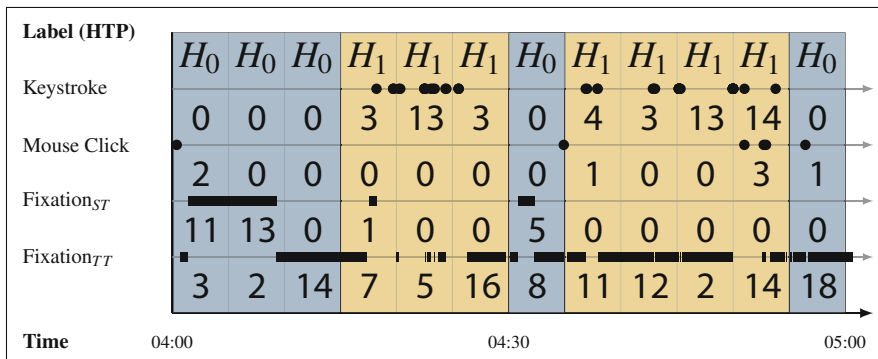 Label (HTP) H0 H0 H0 H1 H1 H1 H0 H1 H1 H1 H1 H0
Keystroke
0 0 0 3 13 3 0 4 3 13 14 0
Mouse Click
2 0 0 0 0 0 0 1 0 0 3 1
FixationST
11 13 0 1 0 0 5 0 0 0 0 0
FixationTT
3 2 14 7 5 16 8 11 12 2 14 18
Time 04:00 04:30 05:00